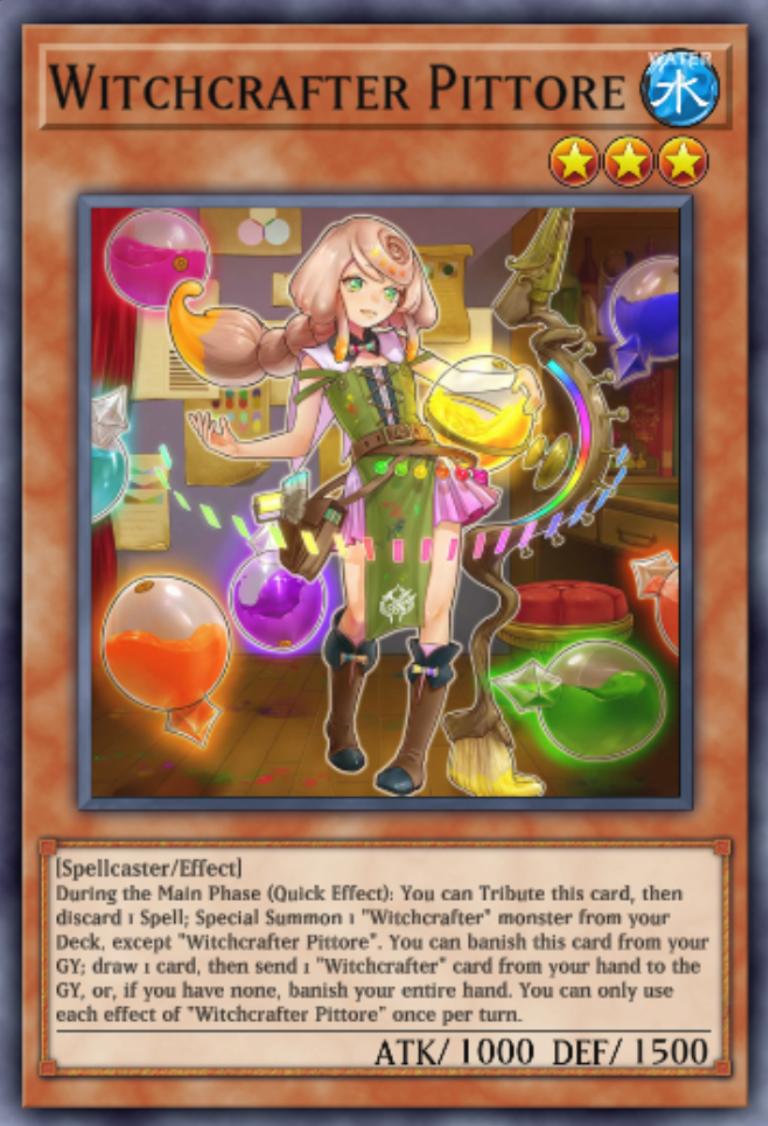 Witchcrafter Pittore
WATER
水
[Spellcaster/Effect]
During the Main Phase (Quick Effect): You can Tribute this card, then
discard 1 Spell; Special Summon 1 "Witchcrafter" monster from your
Deck, except "Witchcrafter Pittore". You can banish this card from your
GY; draw 1 card, then send 1 "Witchcrafter" card from your hand to the
GY, or, if you have none, banish your entire hand. You can only use
each effect of "Witchcrafter Pittore" once per turn.
ATK/ 1000 DEF/ 1500